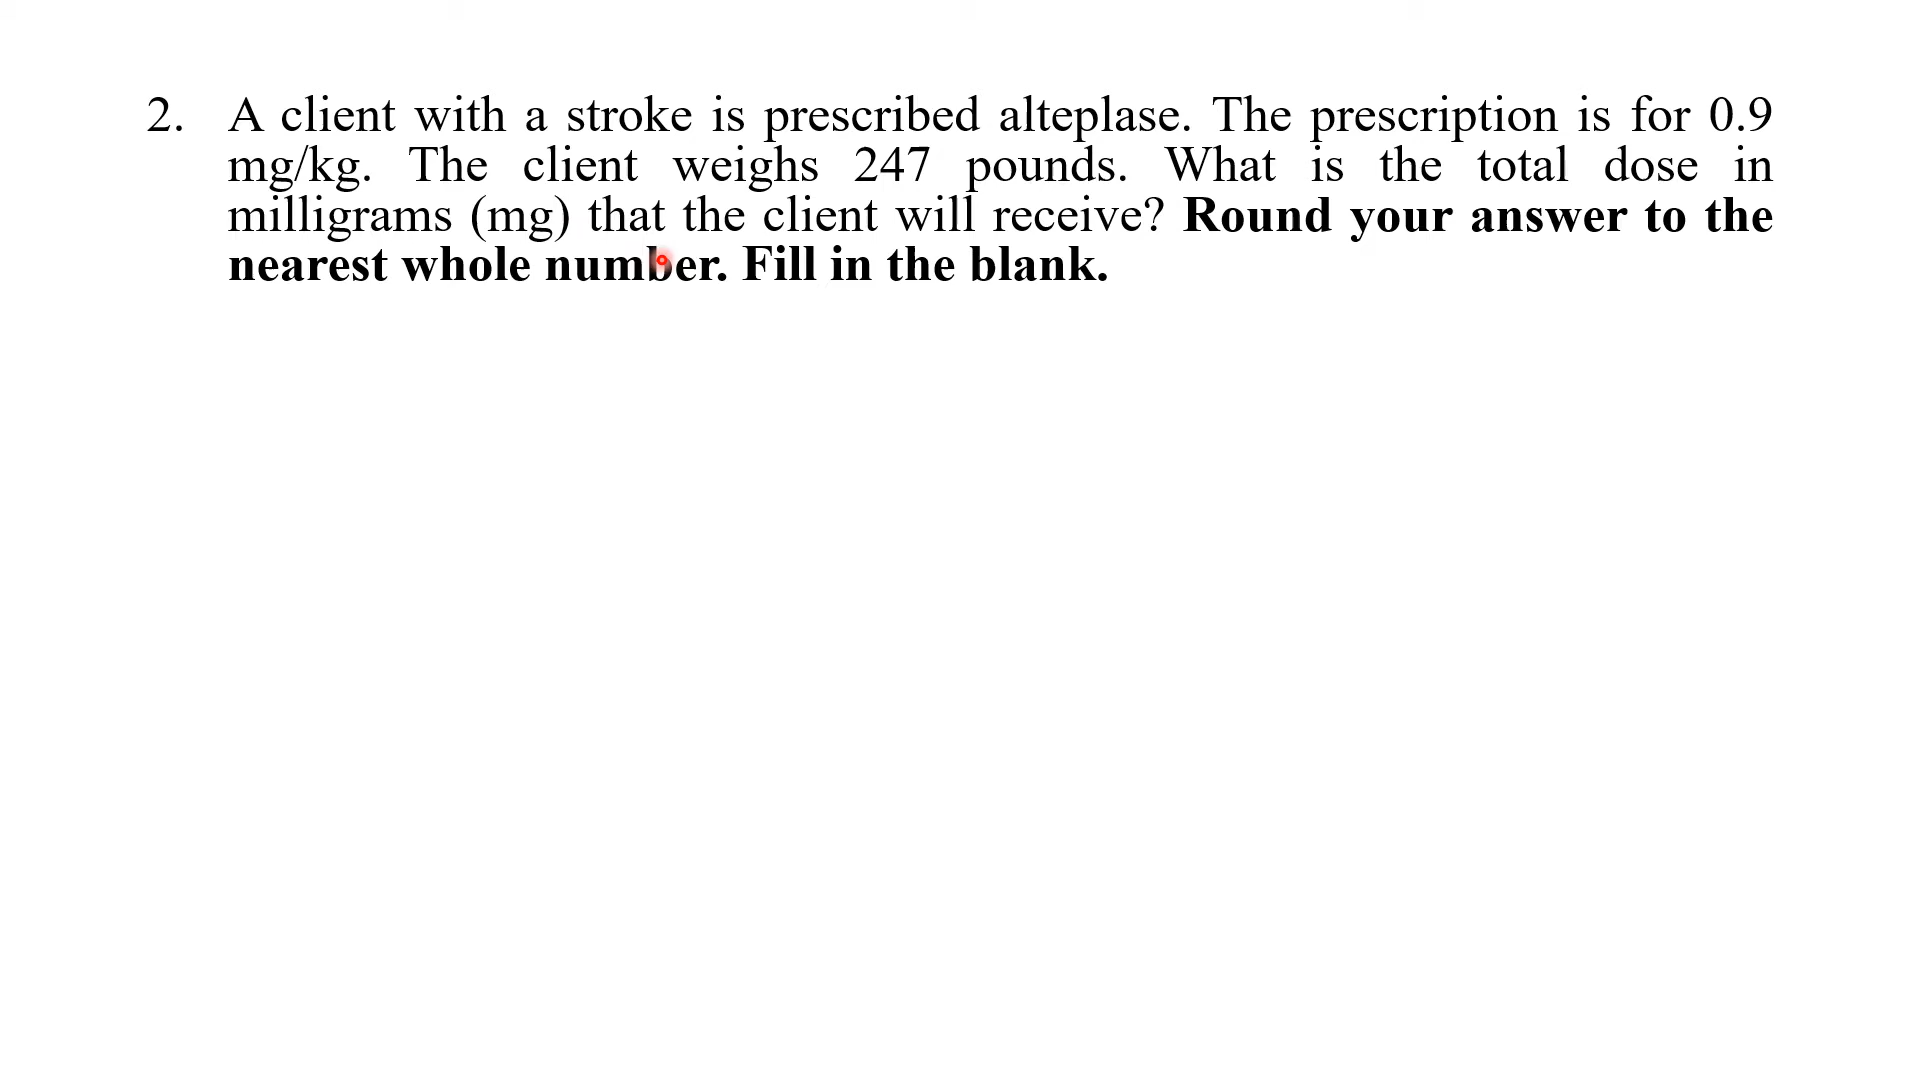 2. A client with a stroke is prescribed alteplase. The prescription is for 0.9
mg/kg. The client weighs 247 pounds. What is the total dose in
milligrams (mg) that the client will receive? Round your answer to the
nearest whole number. Fill in the blank.